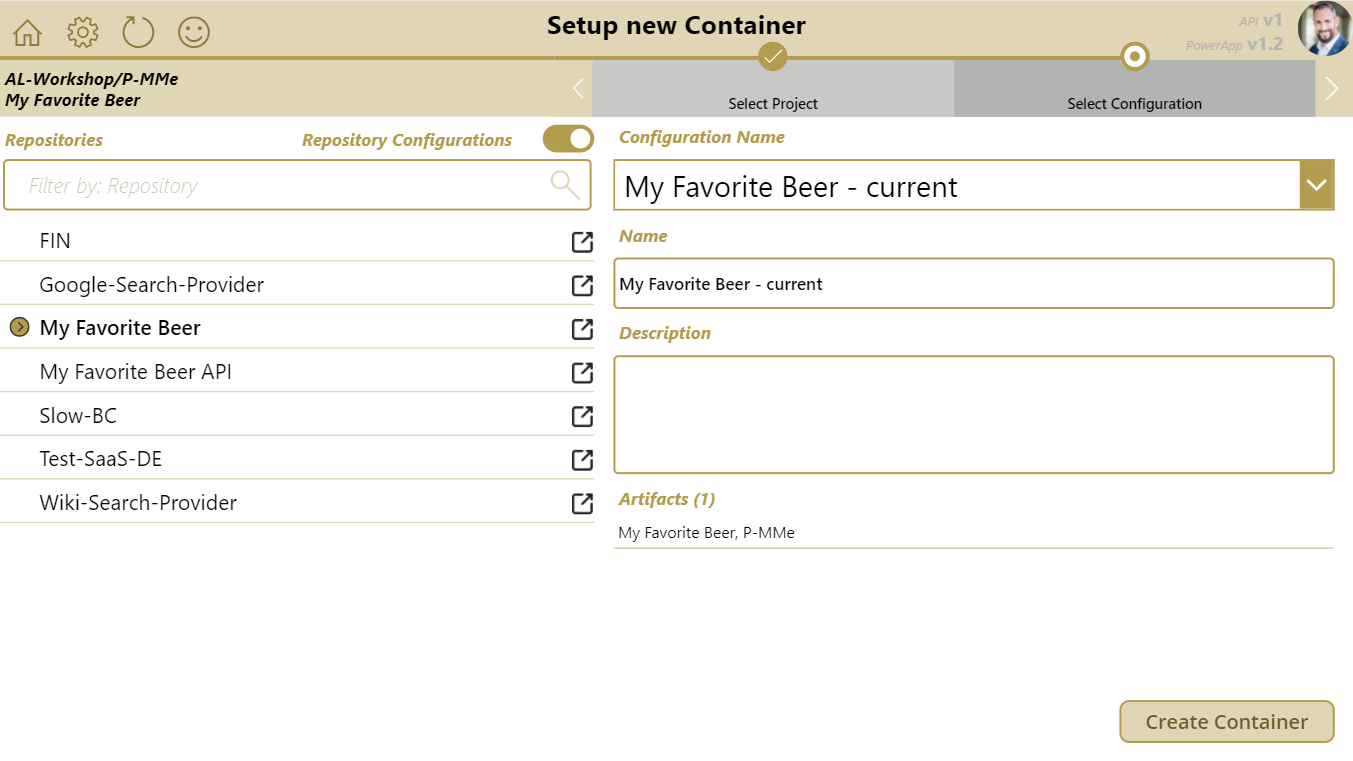 Setup new Container
API v1
PowerApp v1.2
AL-Workshop/P-MMe
My Favorite Beer
Select Project
Select Configuration
Repositories
Repository Configurations
Filter by: Repository
FIN
Google-Search-Provider
My Favorite Beer
My Favorite Beer API
Slow-BC
Test-SaaS-DE
Wiki-Search-Provider
Configuration Name
My Favorite Beer - current
Name
My Favorite Beer - current
Description
Artifacts (1)
My Favorite Beer, P-MMe
Create Container